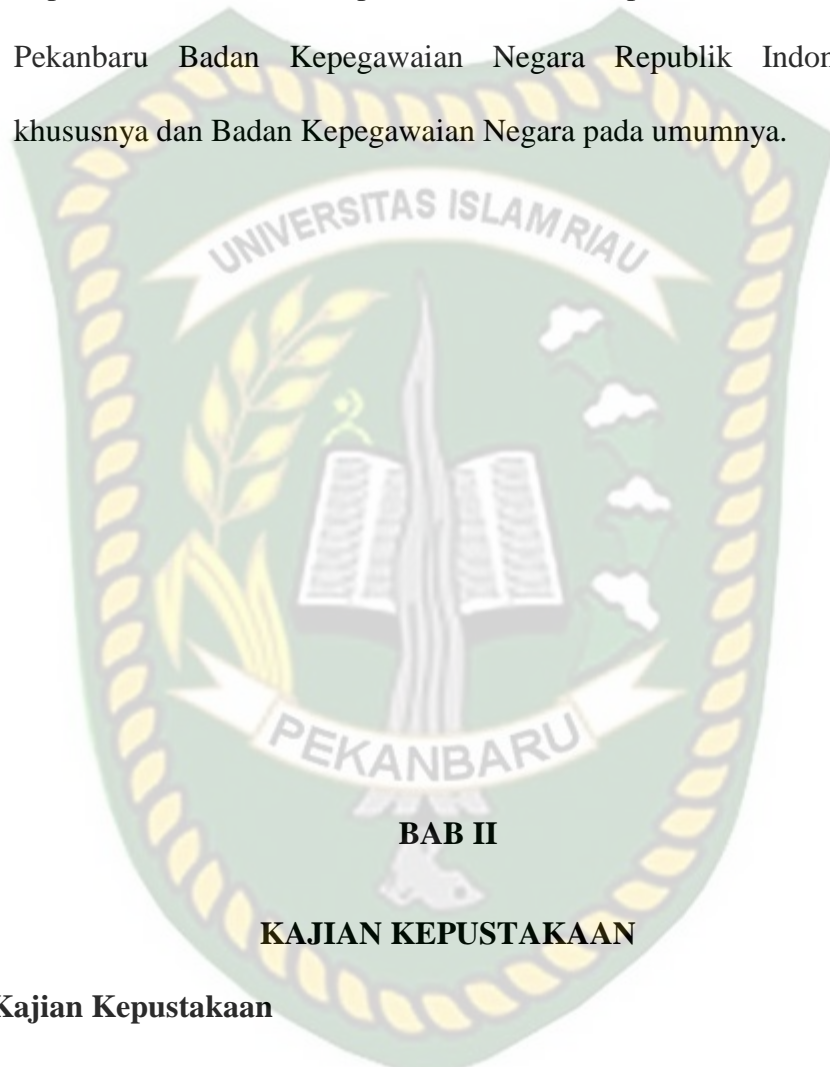 Pekanbaru Badan Kepegawaian Negara Republik
khususnya dan Badan Kepegawaian Negara pada umumnya.
UNIVERSITAS ISLAM RIAU
PEKANBARU
BAB II
KAJIAN KEPUSTAKAAN
Kajian Kepustakaan